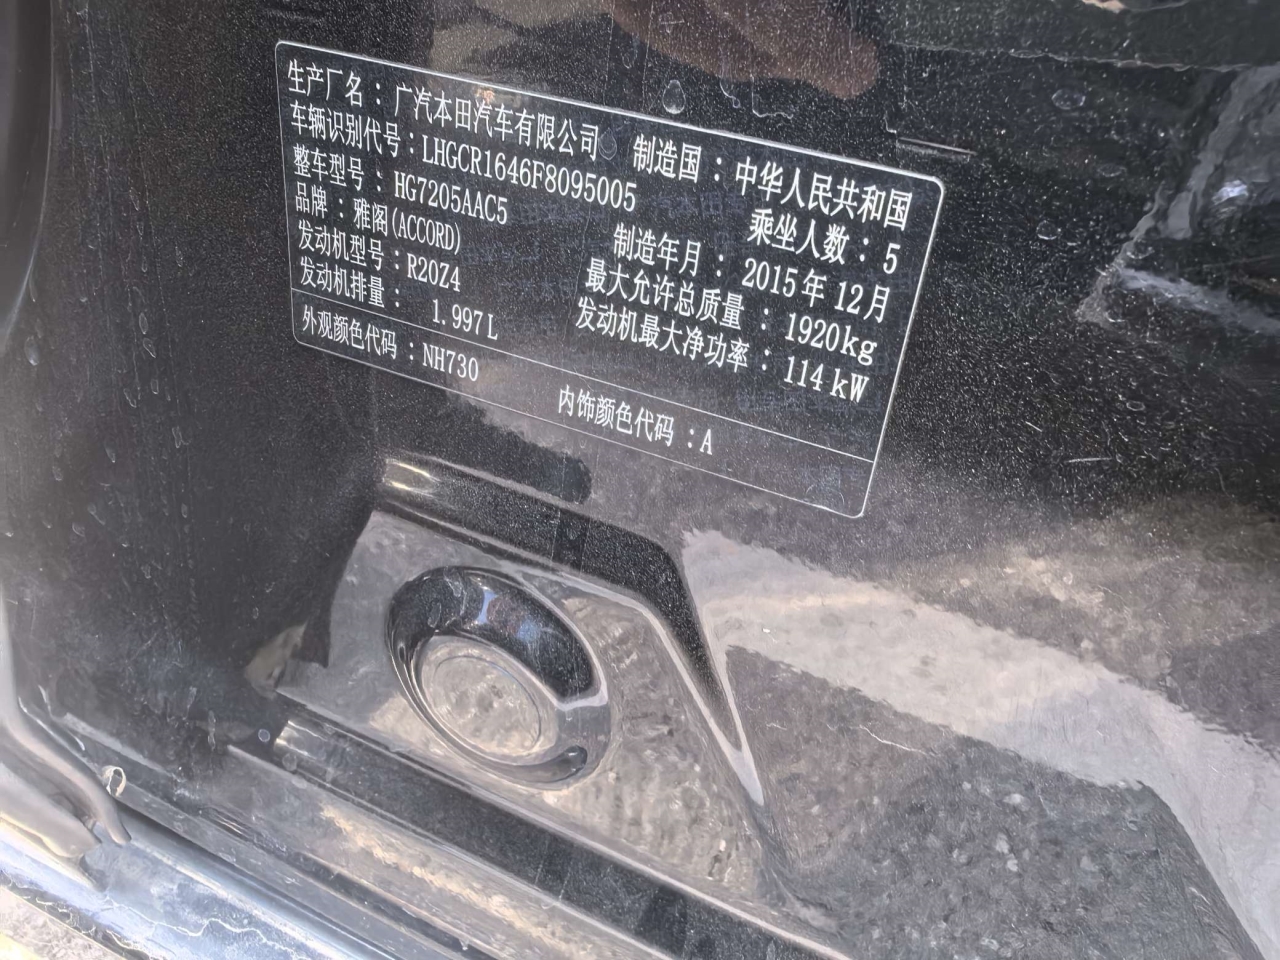 生产厂名：广汽本田汽车有限公司 制造国：中华人民共和国
车辆识别代号：LHGCR1646F8095005 乘坐人数：5
整车型号：HG7205AAC5 制造年月：2015年12月
品牌：雅阁(ACCORD) 最大允许总质量：1920kg
发动机型号：R20Z4 发动机最大净功率：114kW
发动机排量：1.997L
外观颜色代码：NH730 内饰颜色代码：A